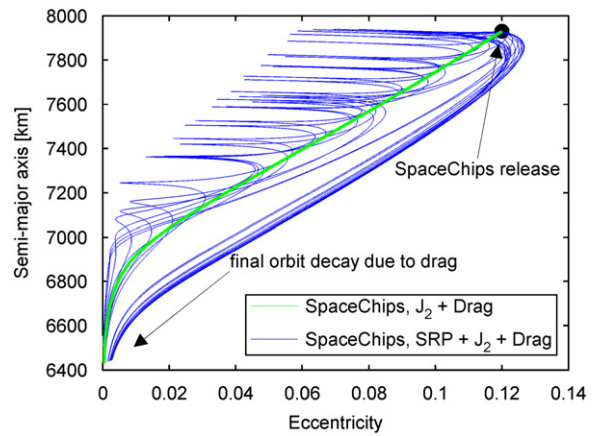 8000
7800
7600
7400
7200
7000
6800
6600
6400
Semi-major axis [km]
SpaceChips release
final orbit decay due to drag
SpaceChips, J2 + Drag
SpaceChips, SRP + J2 + Drag
0 0.02 0.04 0.06 0.08 0.1 0.12 0.14
Eccentricity